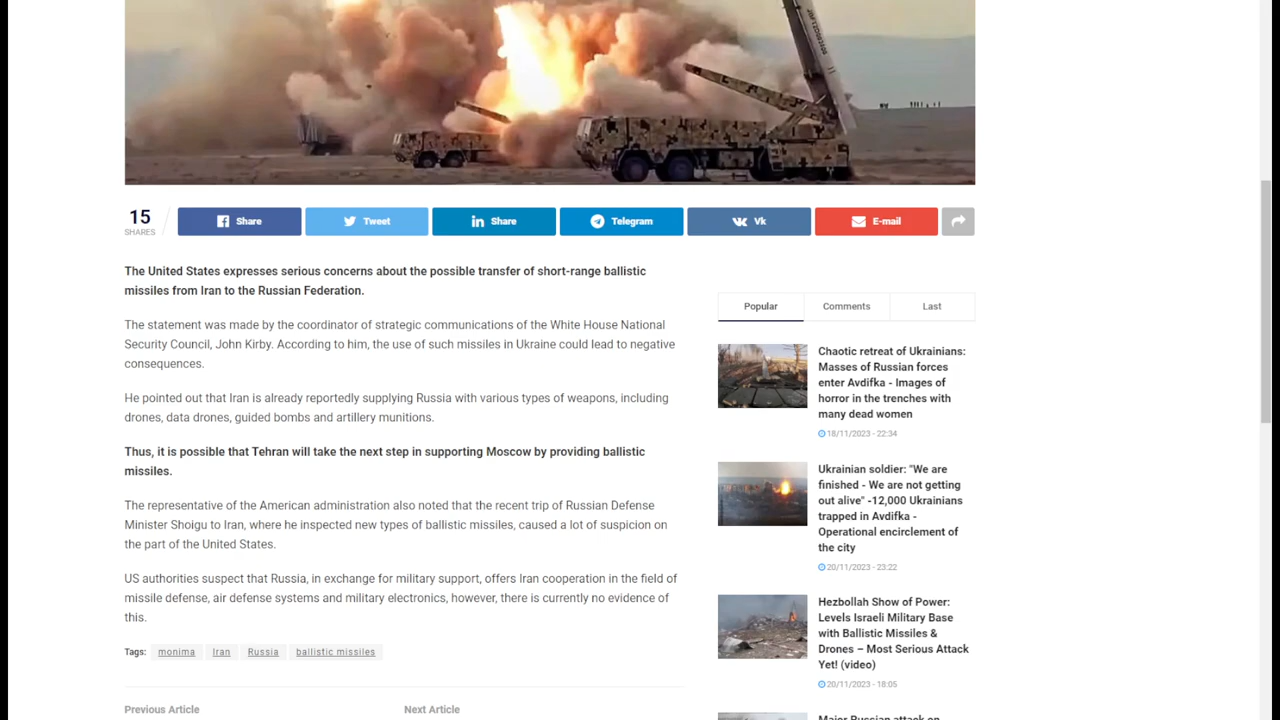 15
SHARES
Share
Tweet
Share
Telegram
Vk
E-mail
The United States expresses serious concerns about the possible transfer of short-range ballistic
missiles from Iran to the Russian Federation.
The statement was made by the coordinator of strategic communications of the White House National
Security Council, John Kirby. According to him, the use of such missiles in Ukraine could lead to negative
consequences.
He pointed out that Iran is already reportedly supplying Russia with various types of weapons, including
drones, data drones, guided bombs and artillery munitions.
Thus, it is possible that Tehran will take the next step in supporting Moscow by providing ballistic
missiles.
The representative of the American administration also noted that the recent trip of Russian Defense
Minister Shoigu to Iran, where he inspected new types of ballistic missiles, caused a lot of suspicion on
the part of the United States.
US authorities suspect that Russia, in exchange for military support, offers Iran cooperation in the field of
missile defense, air defense systems and military electronics, however, there is currently no evidence of
this.
Tags: monima Iran Russia ballistic missiles
Previous Article
Next Article
Popular
Comments
Last
Chaotic retreat of Ukrainians:
Masses of Russian forces
enter Avdifka - Images of
horror in the trenches with
many dead women
18/11/2023 - 22:34
Ukrainian soldier: "We are
finished - We are not getting
out alive" -12,000 Ukrainians
trapped in Avdifka -
Operational encirclement of
the city
20/11/2023 - 23:22
Hezbollah Show of Power:
Levels Israeli Military Base
with Ballistic Missiles &
Drones – Most Serious Attack
Yet! (video)
20/11/2023 - 18:05
Major Russian attack on